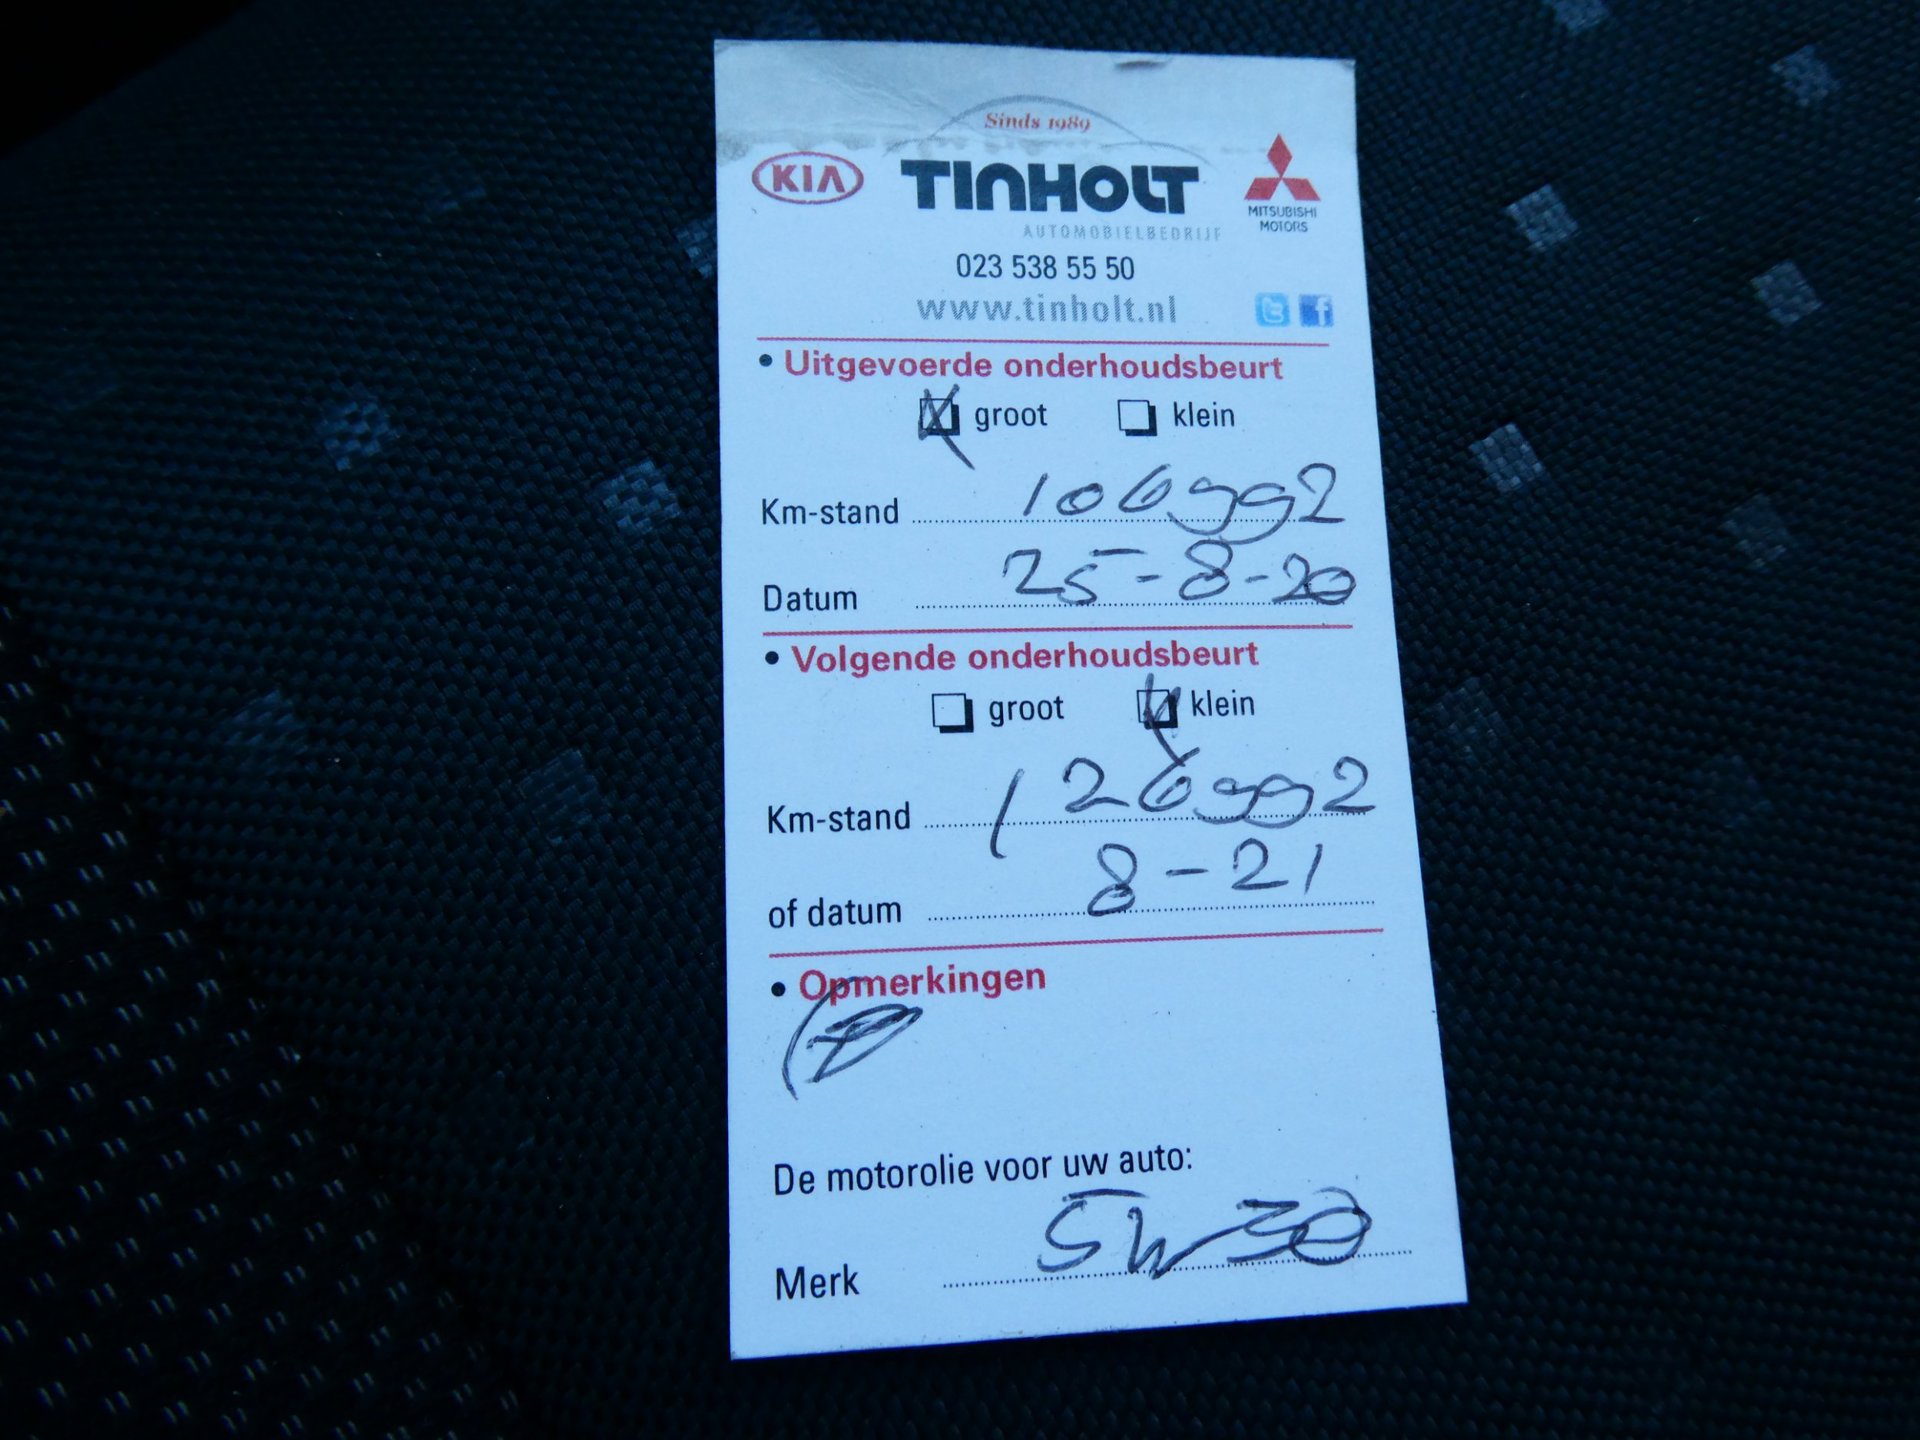 Sinds 1989
KIA
TINHOLT
AUTOMOBIELBEDRIJF
MITSUBISHI
MOTORS
023 538 55 50
www.tinholt.nl
• Uitgevoerde onderhoudsbeurt
groot klein
Km-stand 106992
Datum 25-8-20
• Volgende onderhoudsbeurt
groot klein
Km-stand 126992
of datum 8-21
• Opmerkingen
De motorolie voor uw auto:
Merk 5W30